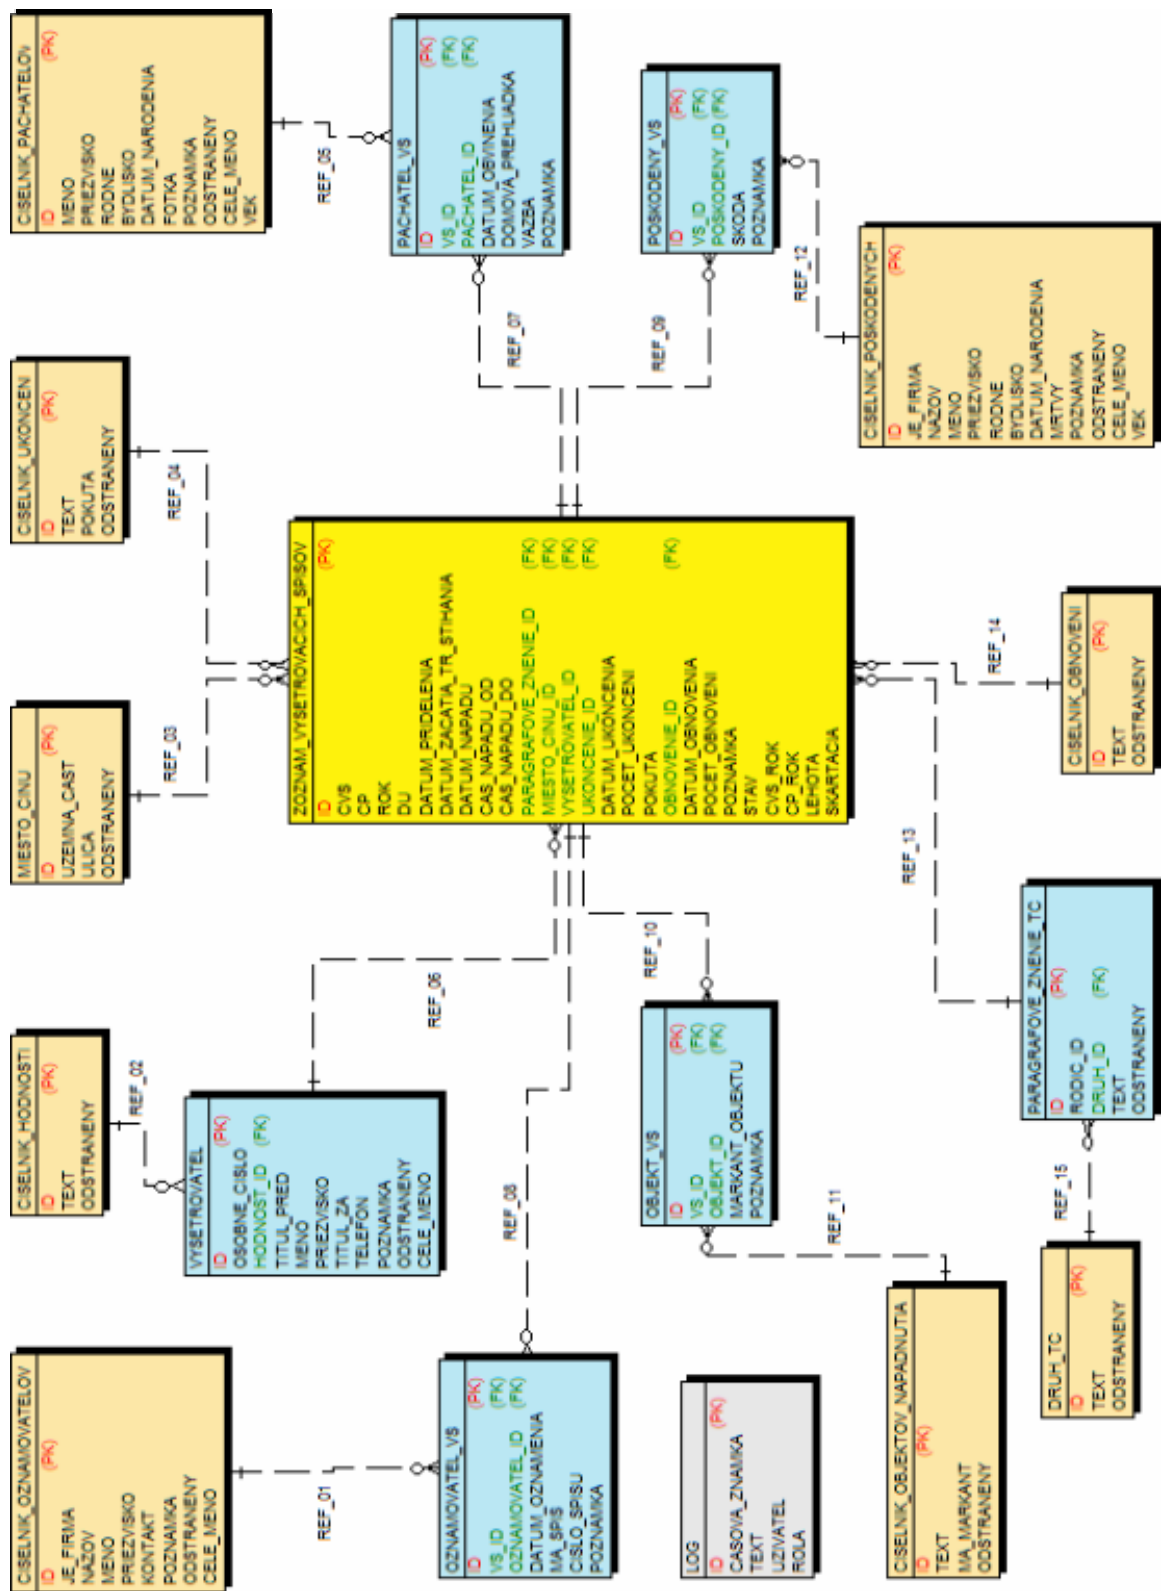 CISELNIK_OZNAMOVATELOV
ID (PK)
JE_FIRMA
NAZOV
MENO
PRIEZVISKO
KONTAKT
POZNAMKA
ODSTRANENY
CELE_MENO
REF_01
OZNAMOVATEL_VS
ID (PK)
VS_ID (FK)
OZNAMOVATEL_ID (FK)
DATUM_OZNAMENIA
MA_SPIS
CISLO_SPISU
POZNÁMKA
LOG
ID (PK)
CASOVA_ZNAMKA
TEXT
UZIVATEL
ROLA
CISELNIK_OBJEKTOV_NAPADNUTIA
ID (PK)
TEXT
MA_MARKANT
ODSTRANENY
DRUH_TC
ID (PK)
TEXT
ODSTRANENY
CISELNIK_HODNOSTI
ID (PK)
TEXT
ODSTRANENY
REF_02
VYSETROVATEL
ID (PK)
OSOBNE_CISLO
HODNOST_ID (FK)
TITUL_PRED
MENO
PRIEZVISKO
TITUL_ZA
TELEFON
POZNAMKA
ODSTRANENY
CELE_MENO
REF_06
REF_08
REF_10
OBJEKT_VS
ID (PK)
VS_ID (FK)
OBJEKT_ID (FK)
MARKANT_OBJEKTU
POZNAMKA
REF_11
REF_15
PARAGRAFOVE_ZNENIE_TC
ID (PK)
RODIC_ID
DRUH_ID (FK)
TEXT
ODSTRANENY
REF_13
MIESTO_CINU
ID (PK)
UZEMNA_CAST
ULICA
ODSTRANENY
REF_03
CISELNIK_UKONCENI
ID (PK)
TEXT
POKUTA
ODSTRANENY
REF_04
ZOZNAM_VYSETROVACICH_SPISOV
ID (PK)
CVS
CP
ROK
DU
DATUM_PRIDELENIA
DATUM_ZACATIA_TR_STIHANIA
DATUM_NAPADU
CAS_NAPADU_OD
CAS_NAPADU_DO
PARAGRAFOVE_ZNENIE_ID (FK)
MIESTO_CINU_ID (FK)
VYSETROVATEL_ID (FK)
UKONCENIE_ID (FK)
DATUM_UKONCENIA
POCET_UKONCENI
POKUTA
OBNOVENIE_ID (FK)
DATUM_OBNOVENIA
POCET_OBNOVENI
POZNAMKA
STAV
CVS_ROK
CP_ROK
LEHOTA
SKARTACIA
REF_14
CISELNIK_OBNOVENI
ID (PK)
TEXT
ODSTRANENY
CISELNIK_PACHATELOV
ID (PK)
MENO
PRIEZVISKO
RODNE
BYDLISKO
DATUM_NARODENIA
FOTKA
POZNAMKA
ODSTRANENY
CELE_MENO
VEK
REF_05
PACHATEL_VS
ID (PK)
VS_ID (FK)
PACHATEL_ID (FK)
DATUM_OBVINENIA
DOMOVA_PREHLIADKA
VAZBA
POZNAMKA
REF_07
REF_09
POSKODENY_VS
ID (PK)
VS_ID (FK)
POSKODENY_ID (FK)
SKODA
POZNAMKA
REF_12
CISELNIK_POSKODENYCH
ID (PK)
JE_FIRMA
NAZOV
MENO
PRIEZVISKO
RODNE
BYDLISKO
DATUM_NARODENIA
MRTVY
POZNAMKA
ODSTRANENY
CELE_MENO
VEK